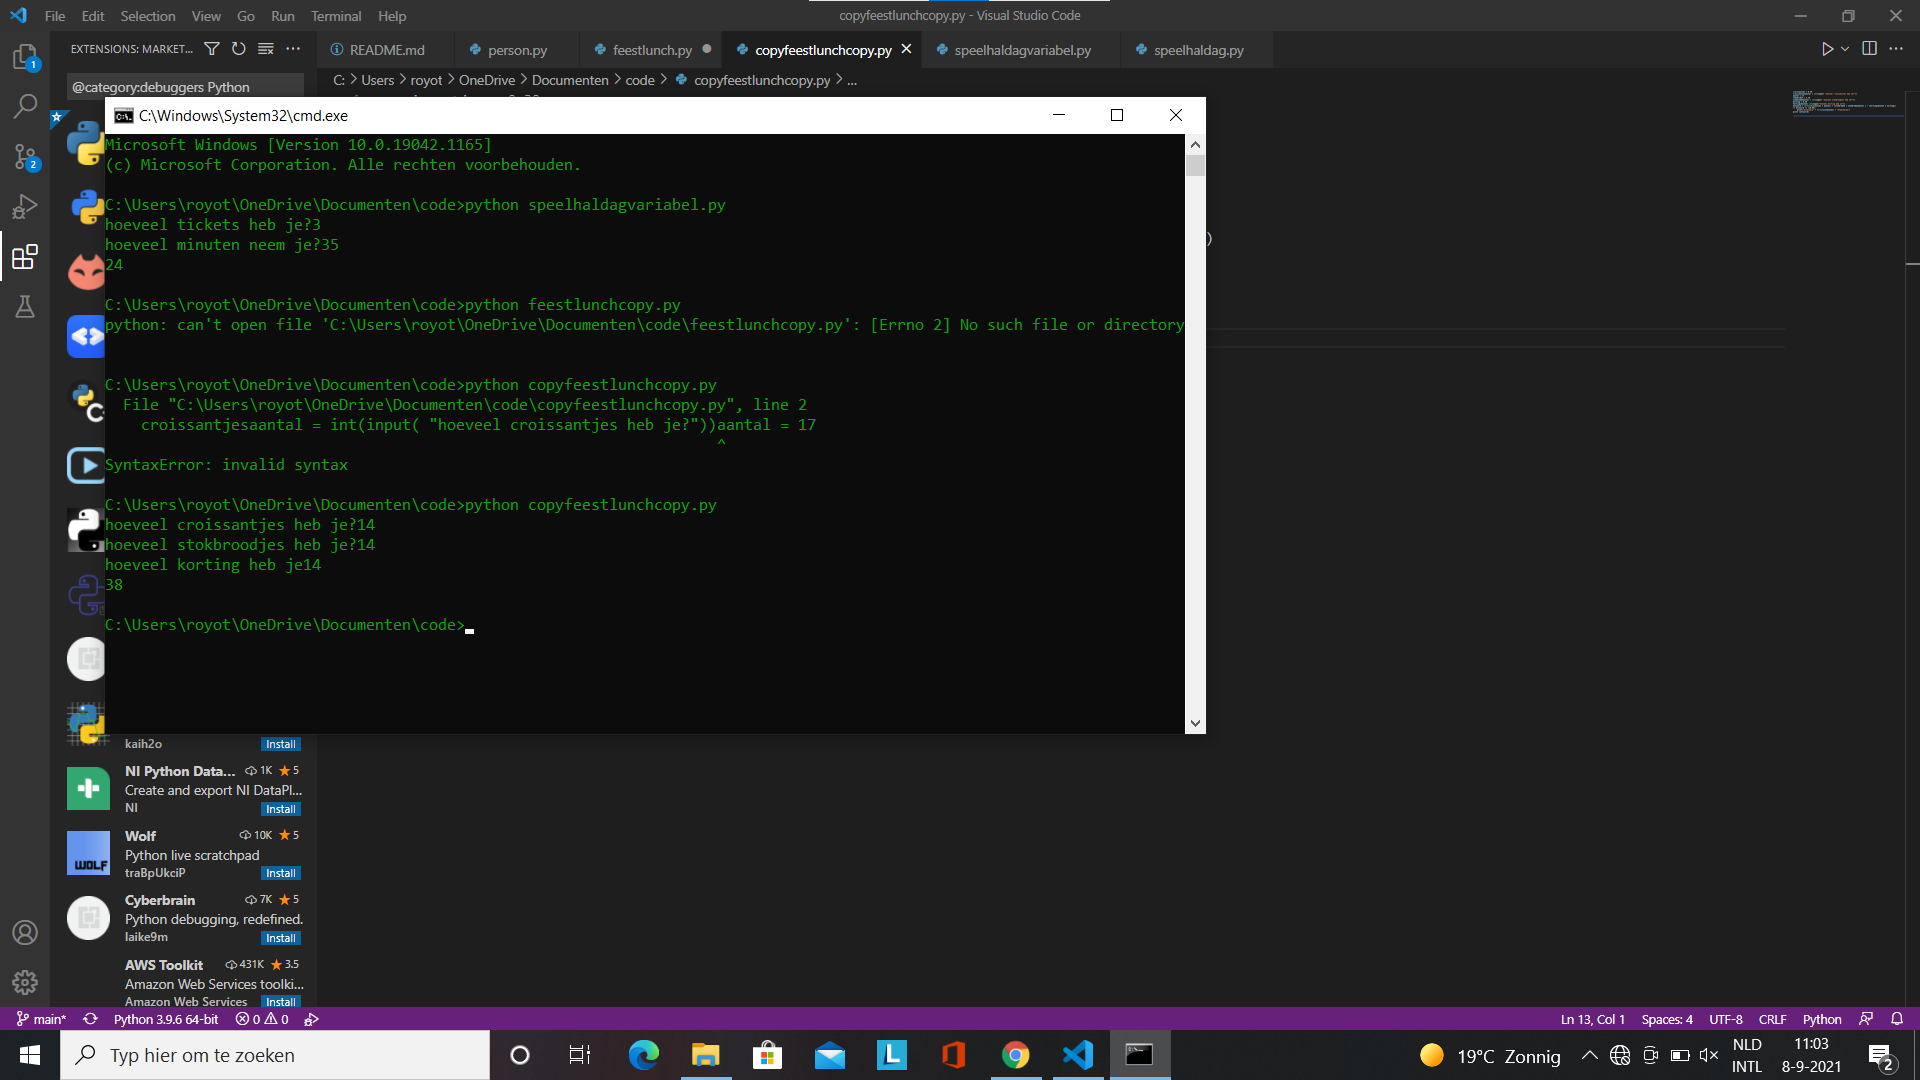 File Edit Selection View Go Run Terminal Help
copyfeestlunchcopy.py - Visual Studio Code
EXTENSIONS: MARKET...
README.md person.py feestlunch.py copyfeestlunchcopy.py speelhaldagvariabel.py speelhaldag.py
@category:debuggers Python
C: > Users > royot > OneDrive > Documenten > code > copyfeestlunchcopy.py > ...
C:\Windows\System32\cmd.exe
Microsoft Windows [Version 10.0.19042.1165]
(c) Microsoft Corporation. Alle rechten voorbehouden.
C:\Users\royot\OneDrive\Documenten\code>python speelhaldagvariabel.py
hoeveel tickets heb je?3
hoeveel minuten neem je?35
24
C:\Users\royot\OneDrive\Documenten\code>python feestlunchcopy.py
python: can't open file 'C:\Users\royot\OneDrive\Documenten\code\feestlunchcopy.py': [Errno 2] No such file or directory
C:\Users\royot\OneDrive\Documenten\code>python copyfeestlunchcopy.py
File "C:\Users\royot\OneDrive\Documenten\code\copyfeestlunchcopy.py", line 2
croissantjesaantal = int(input( "hoeveel croissantjes heb je?"))aantal = 17
^
SyntaxError: invalid syntax
C:\Users\royot\OneDrive\Documenten\code>python copyfeestlunchcopy.py
hoeveel croissantjes heb je?14
hoeveel stokbroodjes heb je?14
hoeveel korting heb je14
38
C:\Users\royot\OneDrive\Documenten\code>
)
kaih2o Install
NI Python Data... 1K 5
Create and export NI DataPl...
NI Install
Wolf 10K 5
Python live scratchpad
traBpUkciP Install
Cyberbrain 7K 5
Python debugging, redefined.
laike9m Install
AWS Toolkit 431K 3.5
Amazon Web Services toolki...
Amazon Web Services Install
WOLF
1
2
main* Python 3.9.6 64-bit 0 0
Ln 13, Col 1 Spaces: 4 UTF-8 CRLF Python
Typ hier om te zoeken
L
19°C Zonnig
NLD
INTL
11:03
8-9-2021
2